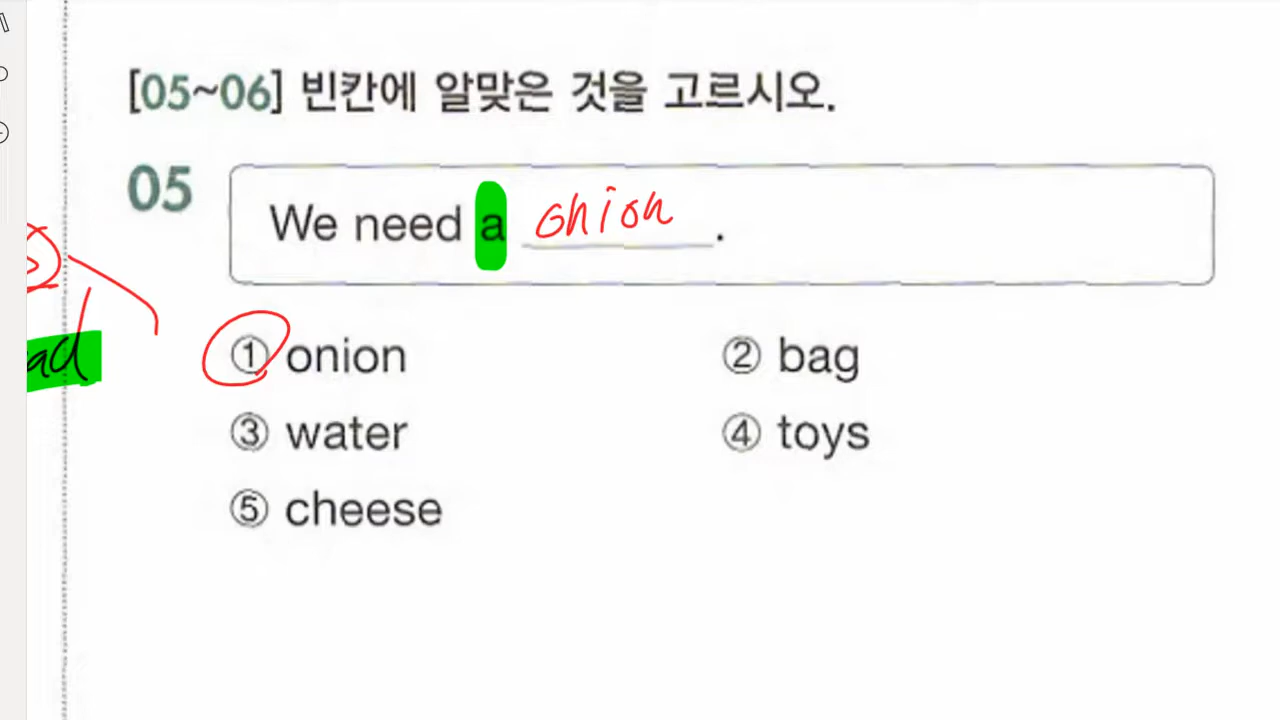 [05~06] 빈칸에 알맞은 것을 고르시오.
05
We need a onion.
ad
① onion
② bag
③ water
④ toys
⑤ cheese